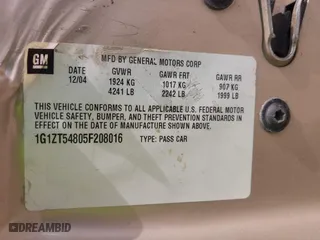 GM
MFD BY GENERAL MOTORS CORP
DATE GVWR GAWR FRT GAWR RR
12/04 1924 KG 1017 KG 907 KG
4241 LB 2242 LB 1999 LB
THIS VEHICLE CONFORMS TO ALL APPLICABLE U.S. FEDERAL MOTOR
VEHICLE SAFETY, BUMPER, AND THEFT PREVENTION STANDARDS
IN EFFECT ON THE DATE OF MANUFACTURE SHOWN ABOVE.
1G1ZT54805F208016 TYPE: PASS CAR
DREAMBID